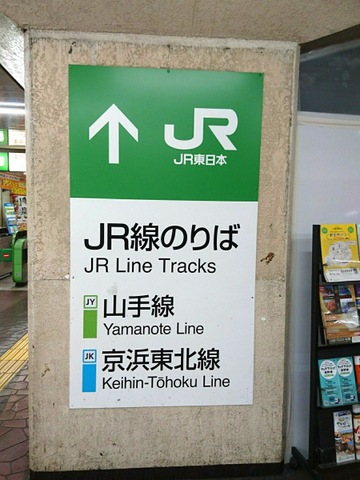 JR
JR東日本
JR線のりば
JR Line Tracks
JY 山手線
Yamanote Line
JK 京浜東北線
Keihin-Tōhoku Line